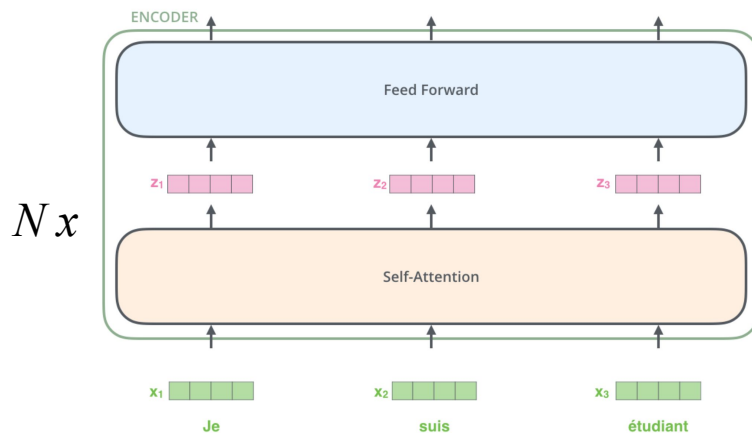 ENCODER
Feed Forward
z1 z2 z3
N x
Self-Attention
x1 x2 x3
Je suis étudiant